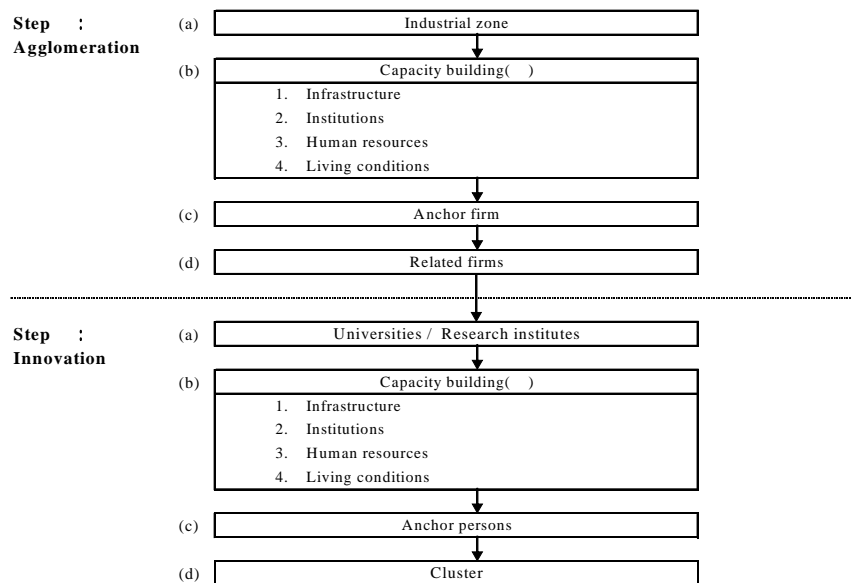 Step :
Agglomeration
(a) Industrial zone
(b) Capacity building( )
1. Infrastructure
2. Institutions
3. Human resources
4. Living conditions
(c) Anchor firm
(d) Related firms
Step :
Innovation
(a) Universities / Research institutes
(b) Capacity building( )
1. Infrastructure
2. Institutions
3. Human resources
4. Living conditions
(c) Anchor persons
(d) Cluster